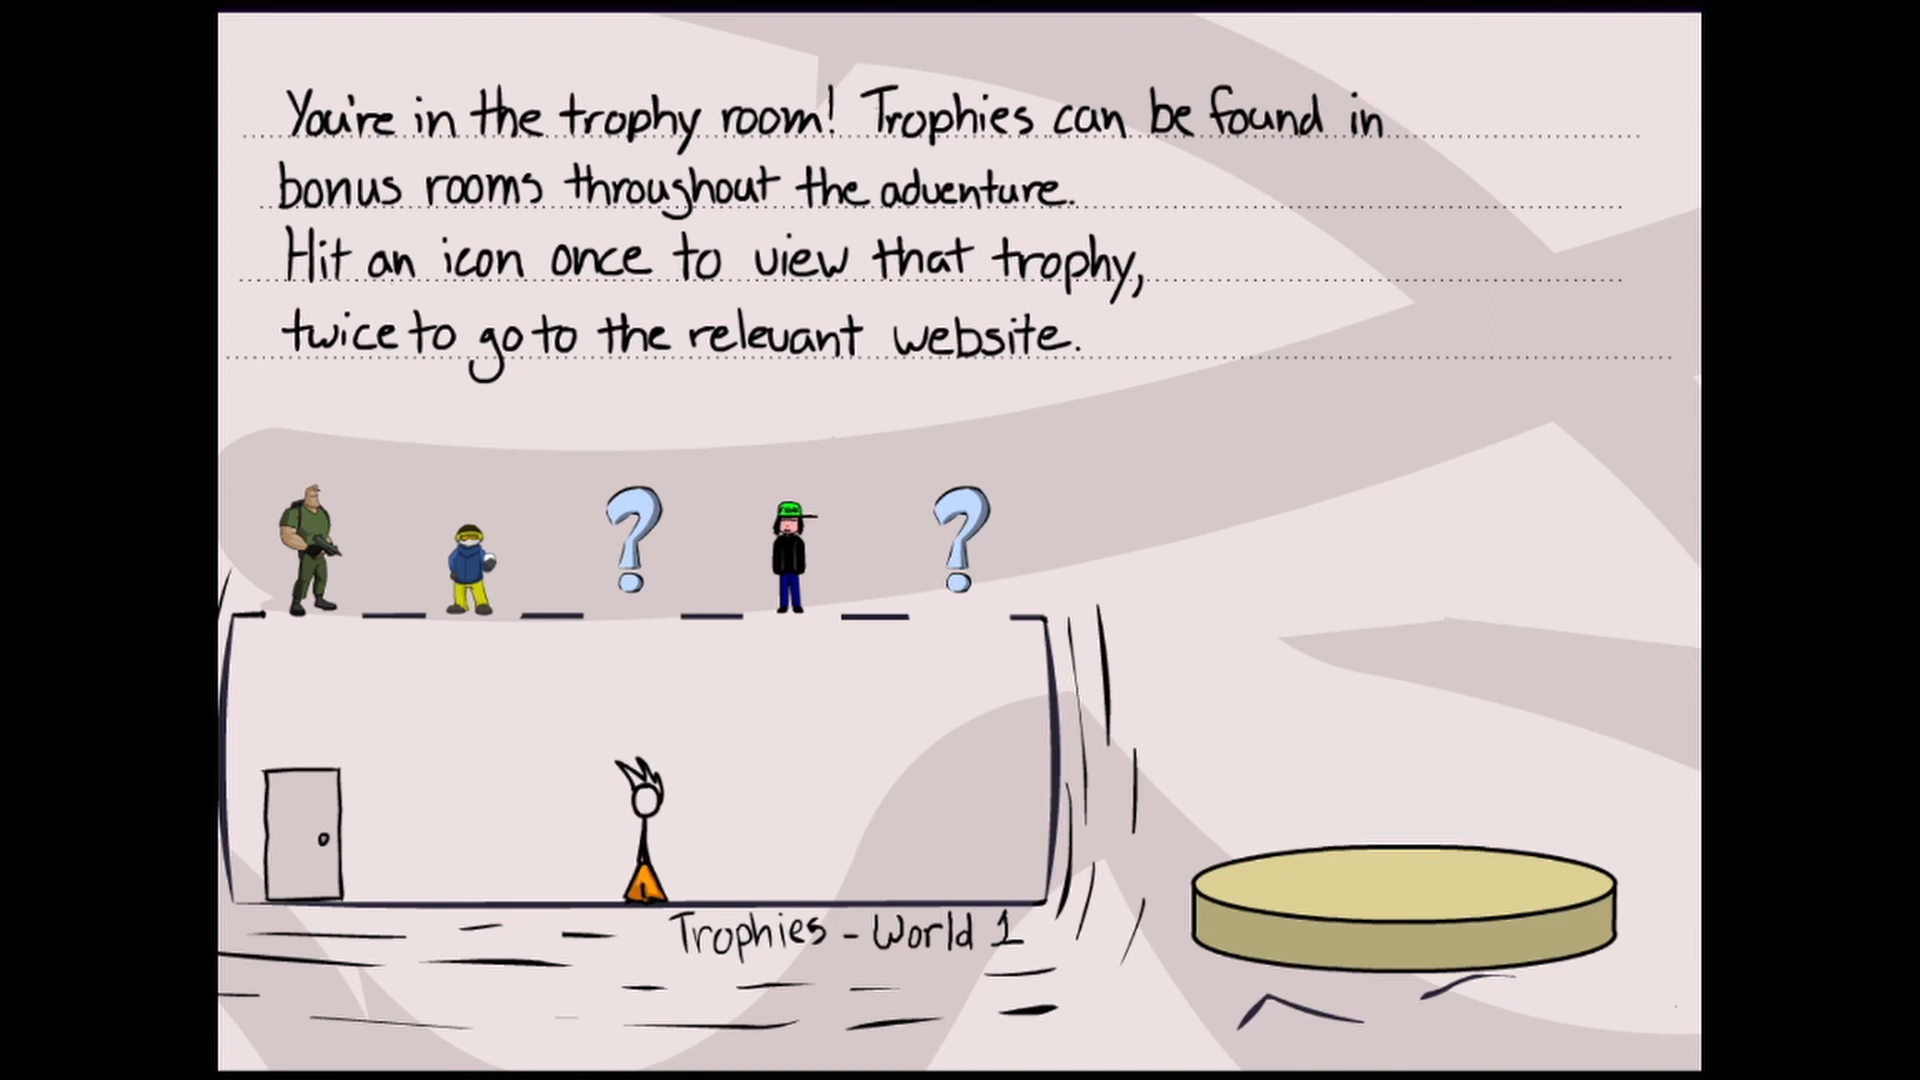 You're in the trophy room! Trophies can be found in
bonus rooms throughout the adventure.
Hit an icon once to view that trophy,
twice to go to the relevant website.
?
?
Trophies - World 1